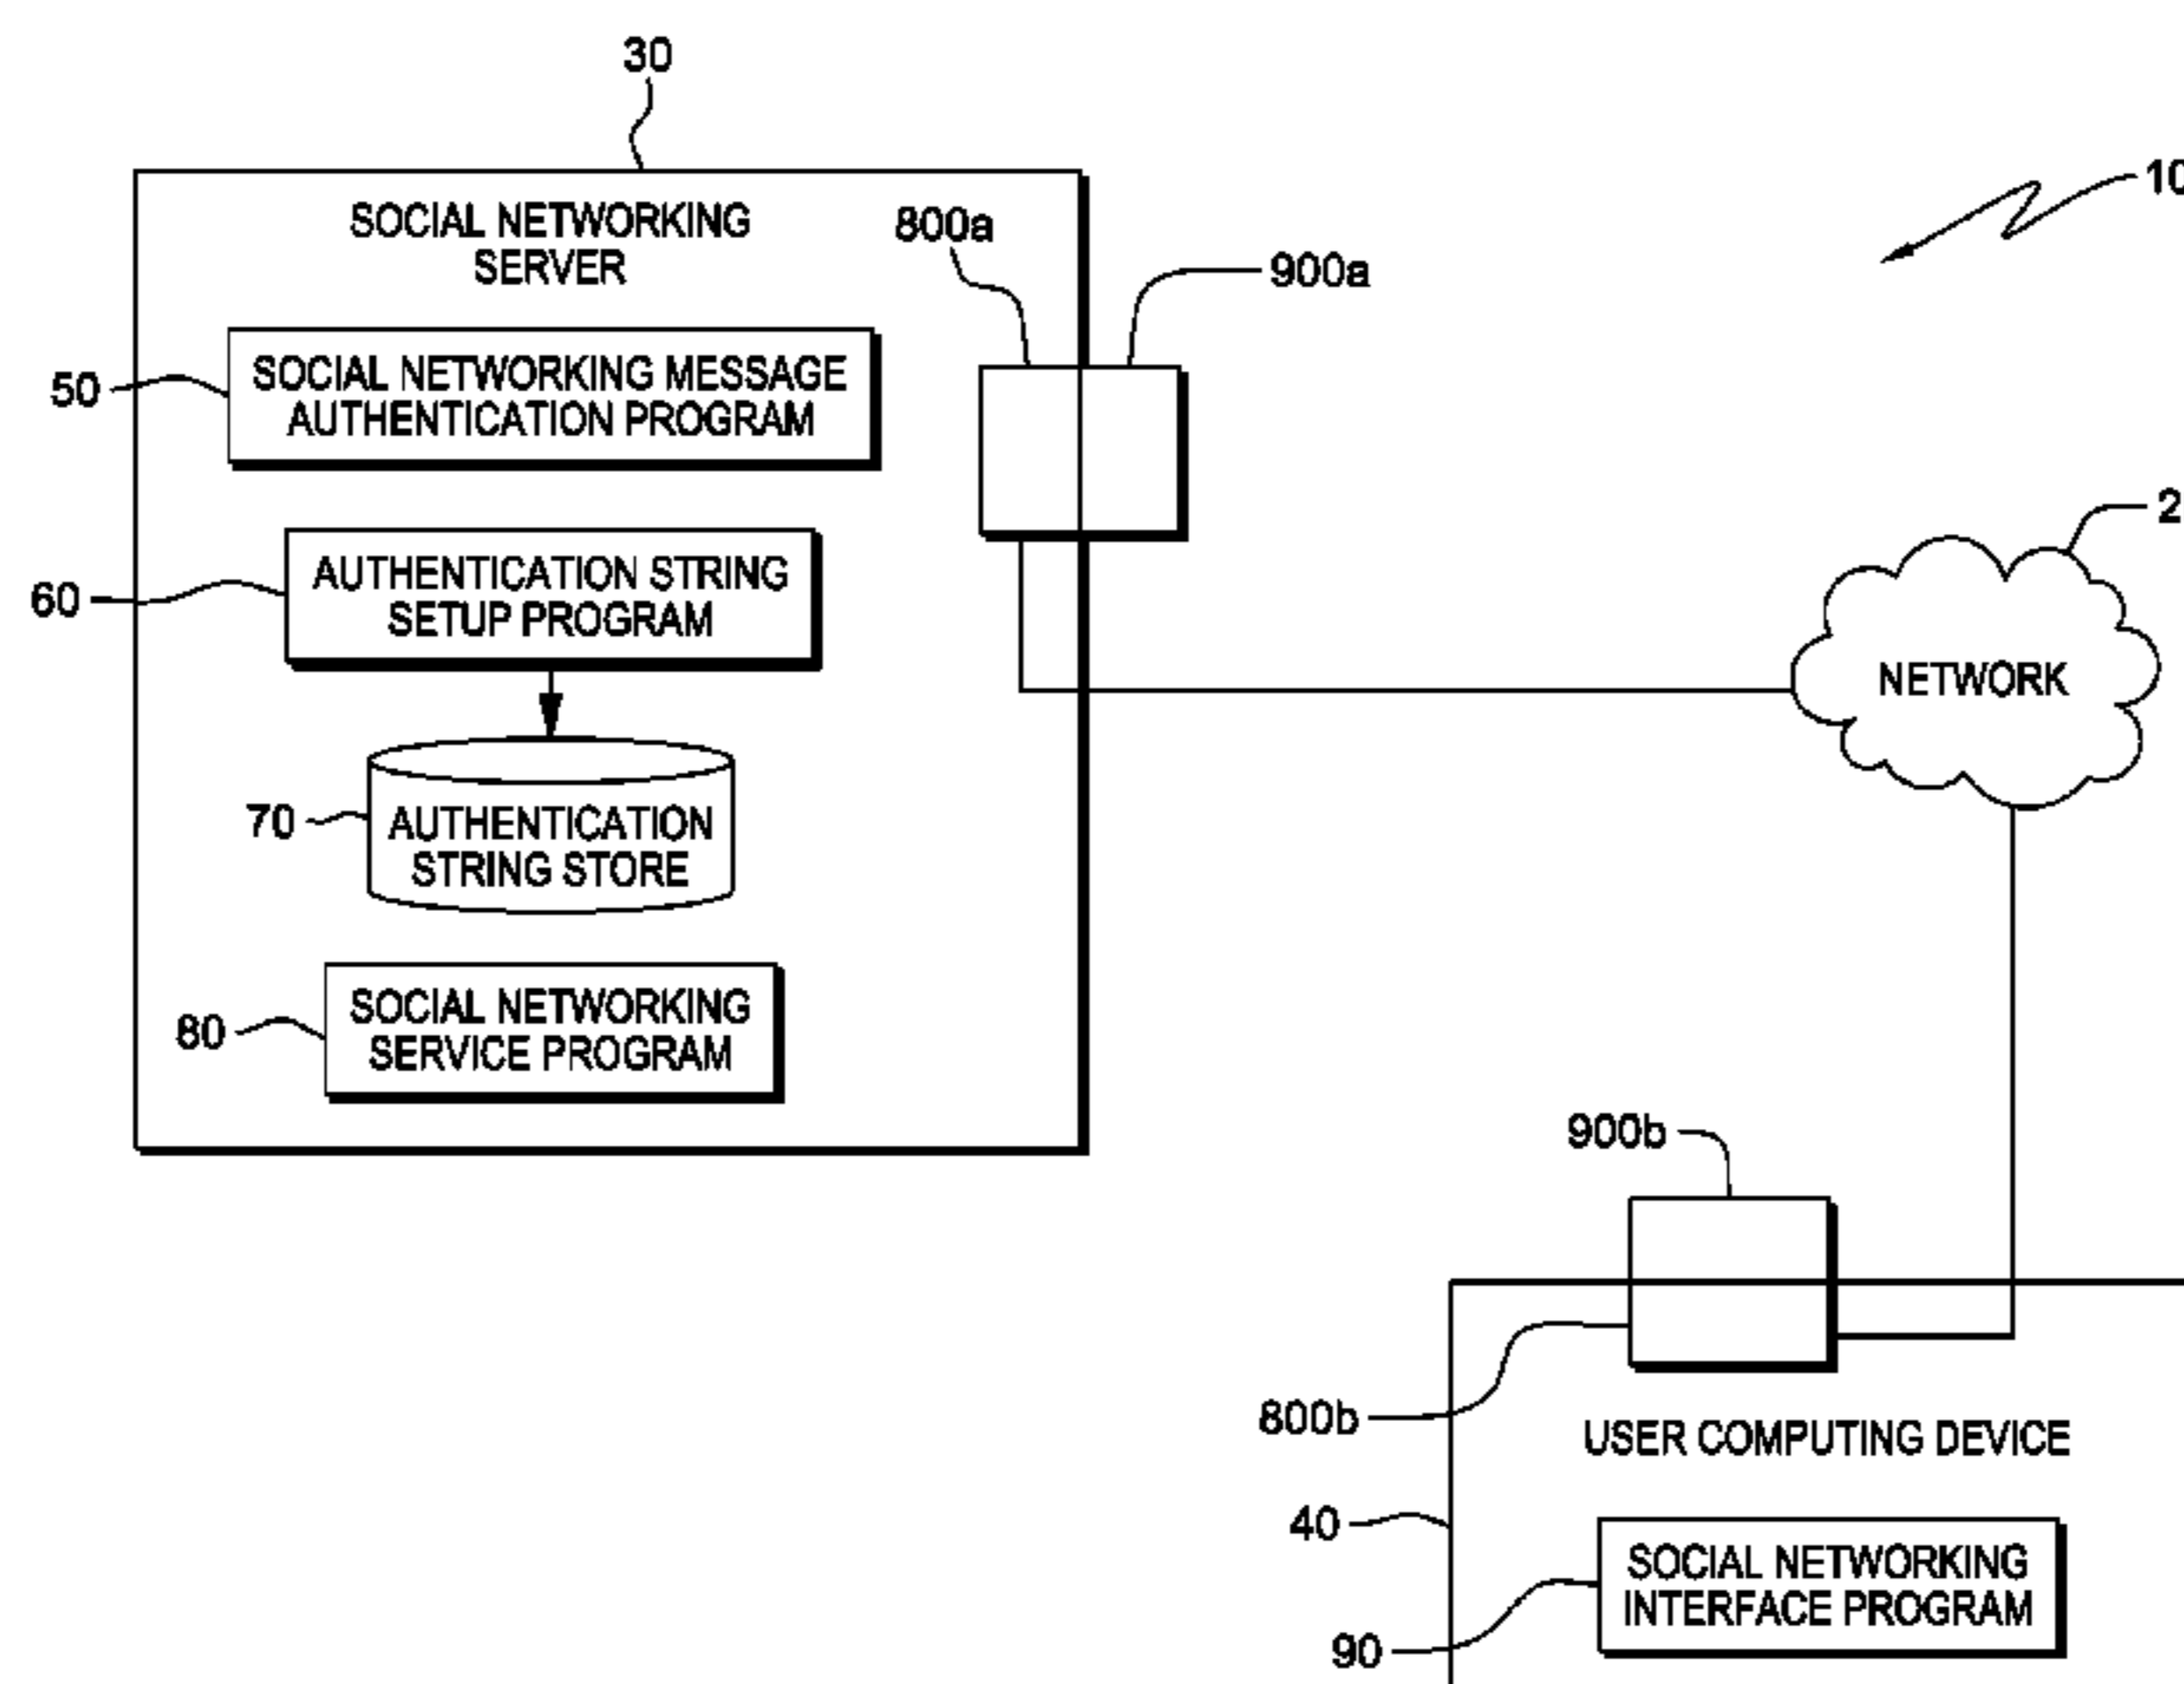 30
10
SOCIAL NETWORKING
SERVER
800a
900a
50
SOCIAL NETWORKING MESSAGE
AUTHENTICATION PROGRAM
2
60
AUTHENTICATION STRING
SETUP PROGRAM
NETWORK
70
AUTHENTICATION
STRING STORE
80
SOCIAL NETWORKING
SERVICE PROGRAM
900b
800b
USER COMPUTING DEVICE
40
SOCIAL NETWORKING
INTERFACE PROGRAM
90